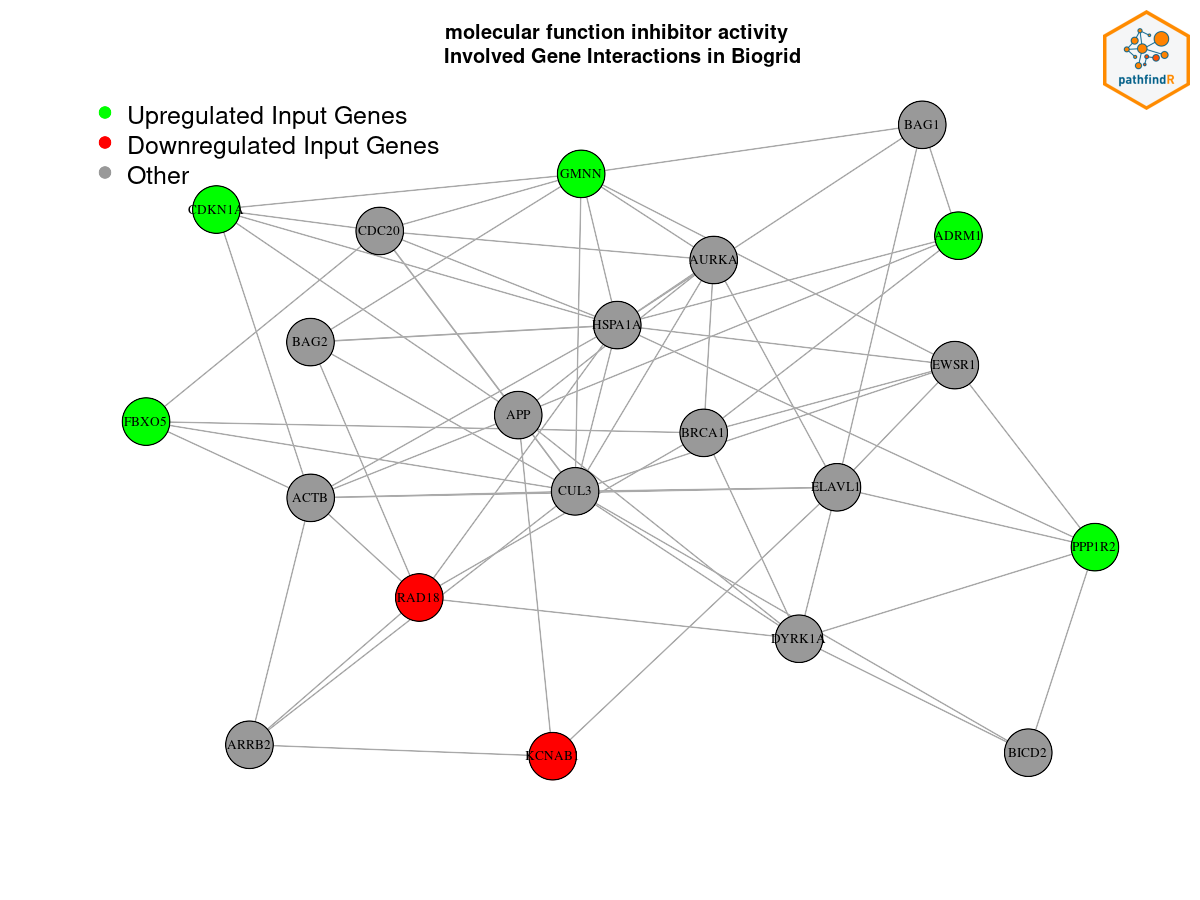 molecular function inhibitor activity
Involved Gene Interactions in Biogrid
pathfindR
Upregulated Input Genes
Downregulated Input Genes
Other
BAG1
GMNN
CDKN1A
CDC20
ADRM1
AURKA
HSPA1A
BAG2
EWSR1
APP
FBXO5
BRCA1
CUL3
ELAVL1
ACTB
PPP1R2
RAD18
DYRK1A
ARRB2
KCNAB1
BICD2